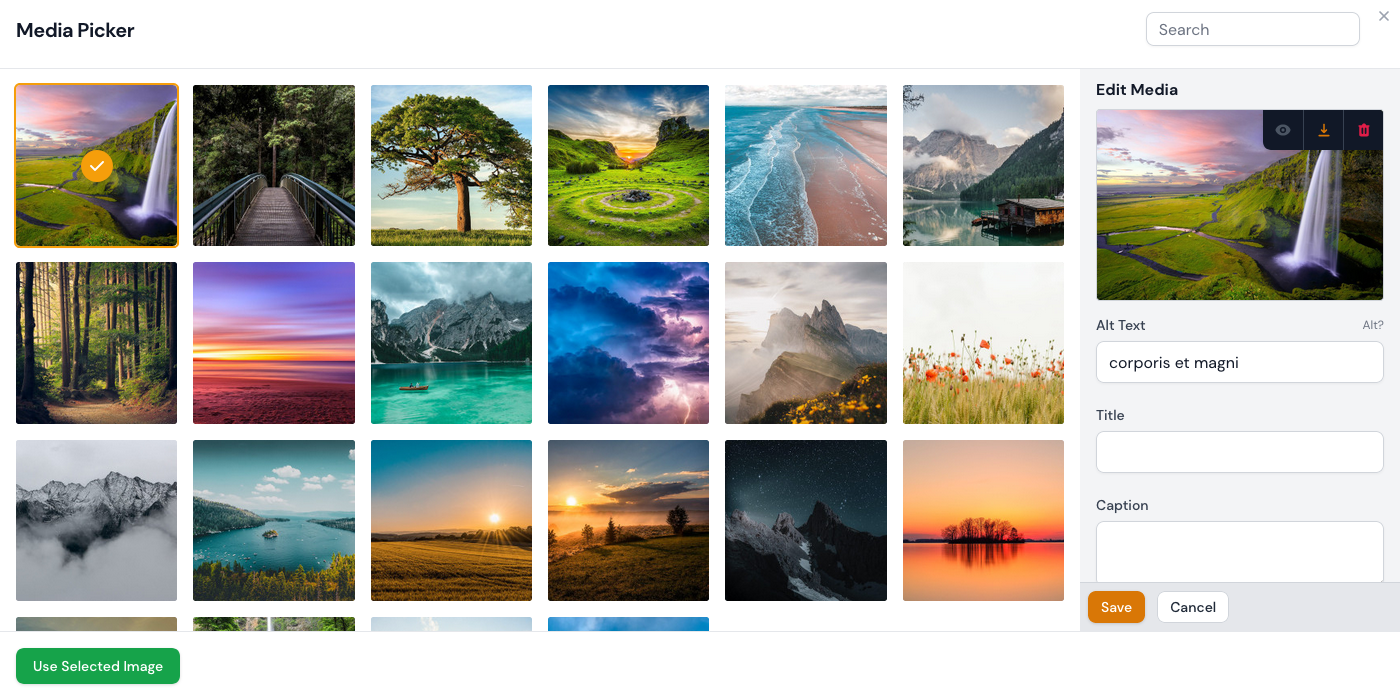 Media Picker
Search
Edit Media
Alt Text
Alt?
corporis et magni
Title
Caption
Save
Cancel
Use Selected Image